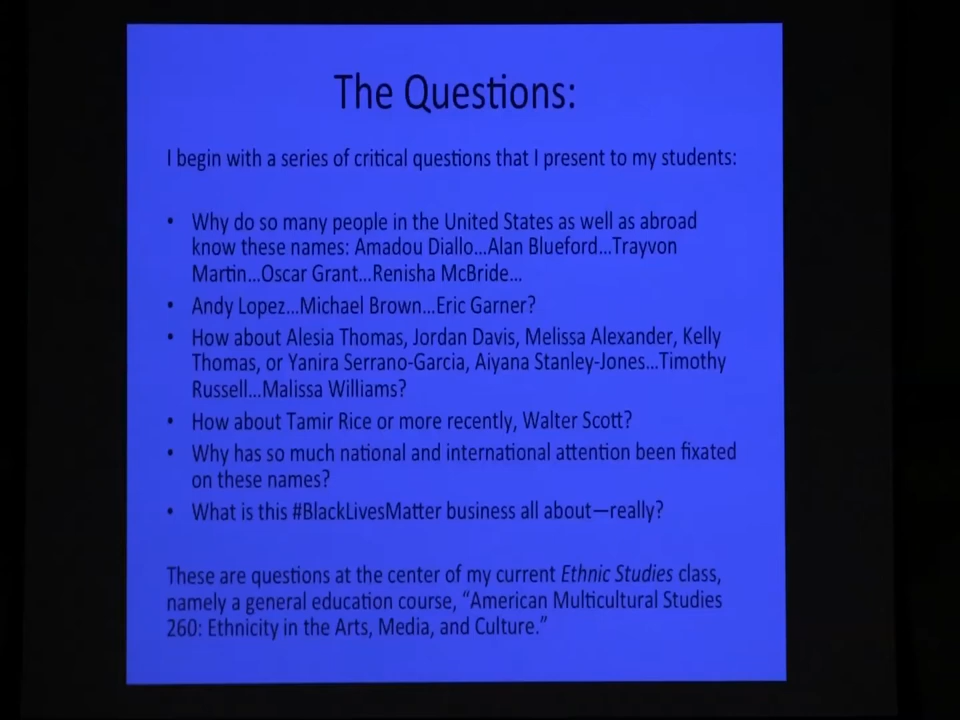 The Questions:
I begin with a series of critical questions that I present to my students:
• Why do so many people in the United States as well as abroad
know these names: Amadou Diallo...Alan Blueford...Trayvon
Martin...Oscar Grant...Renisha McBride...
• Andy Lopez...Michael Brown...Eric Garner?
• How about Alesia Thomas, Jordan Davis, Melissa Alexander, Kelly
Thomas, or Yanira Serrano-Garcia, Aiyana Stanley-Jones...Timothy
Russell...Malissa Williams?
• How about Tamir Rice or more recently, Walter Scott?
• Why has so much national and international attention been fixated
on these names?
• What is this #BlackLivesMatter business all about—really?
These are questions at the center of my current Ethnic Studies class,
namely a general education course, “American Multicultural Studies
260: Ethnicity in the Arts, Media, and Culture.”